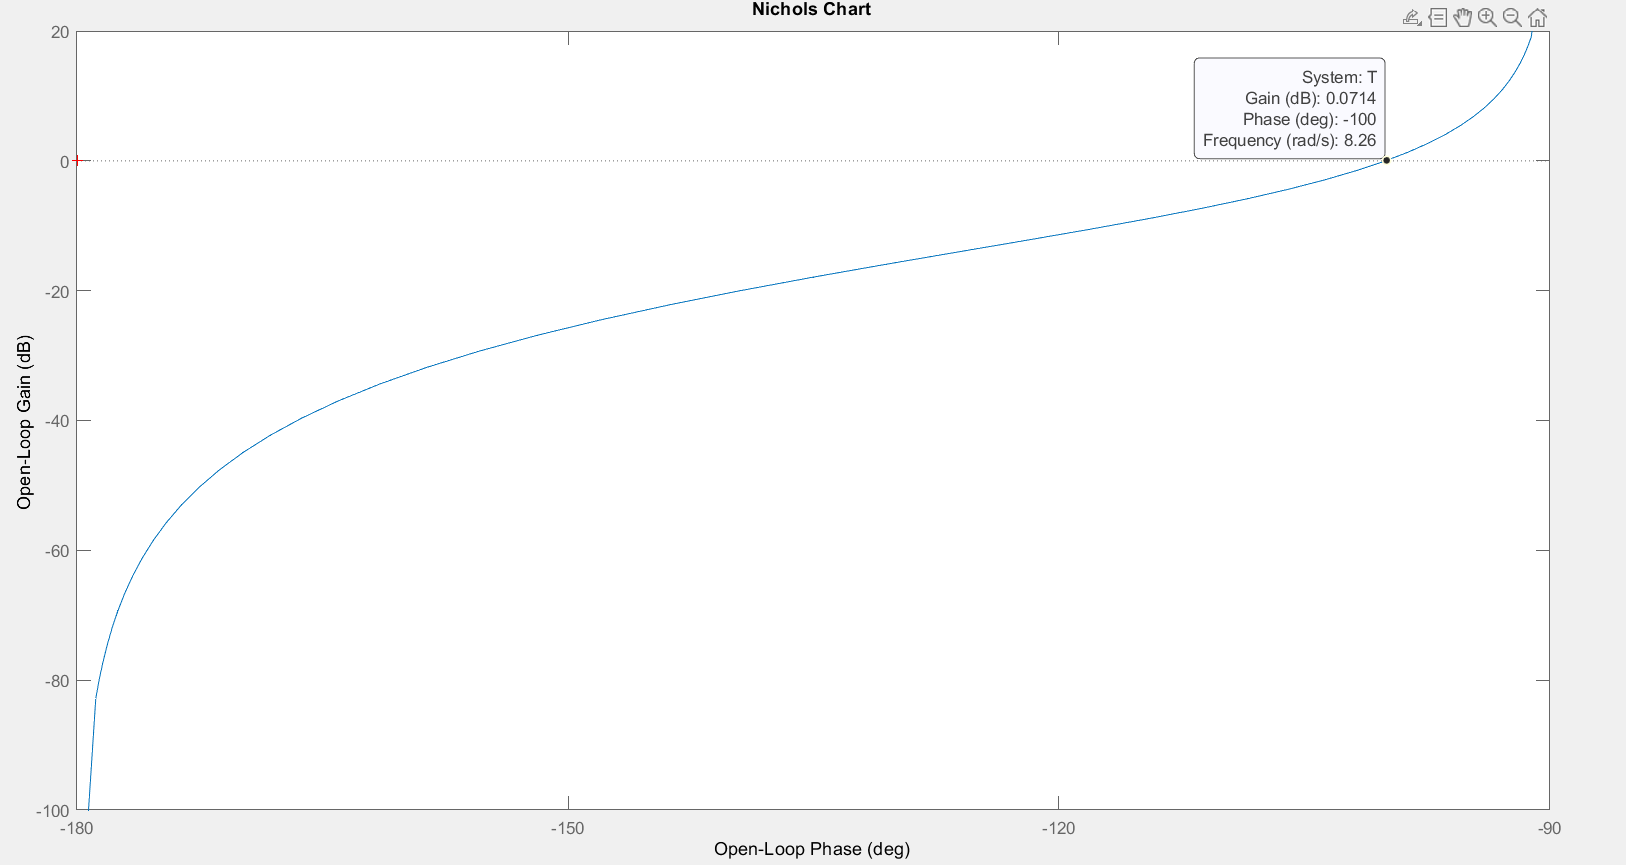 Nichols Chart
20
0
-20
-40
-60
-80
-100
Open-Loop Gain (dB)
System: T
Gain (dB): 0.0714
Phase (deg): -100
Frequency (rad/s): 8.26
-180
-150
-120
-90
Open-Loop Phase (deg)